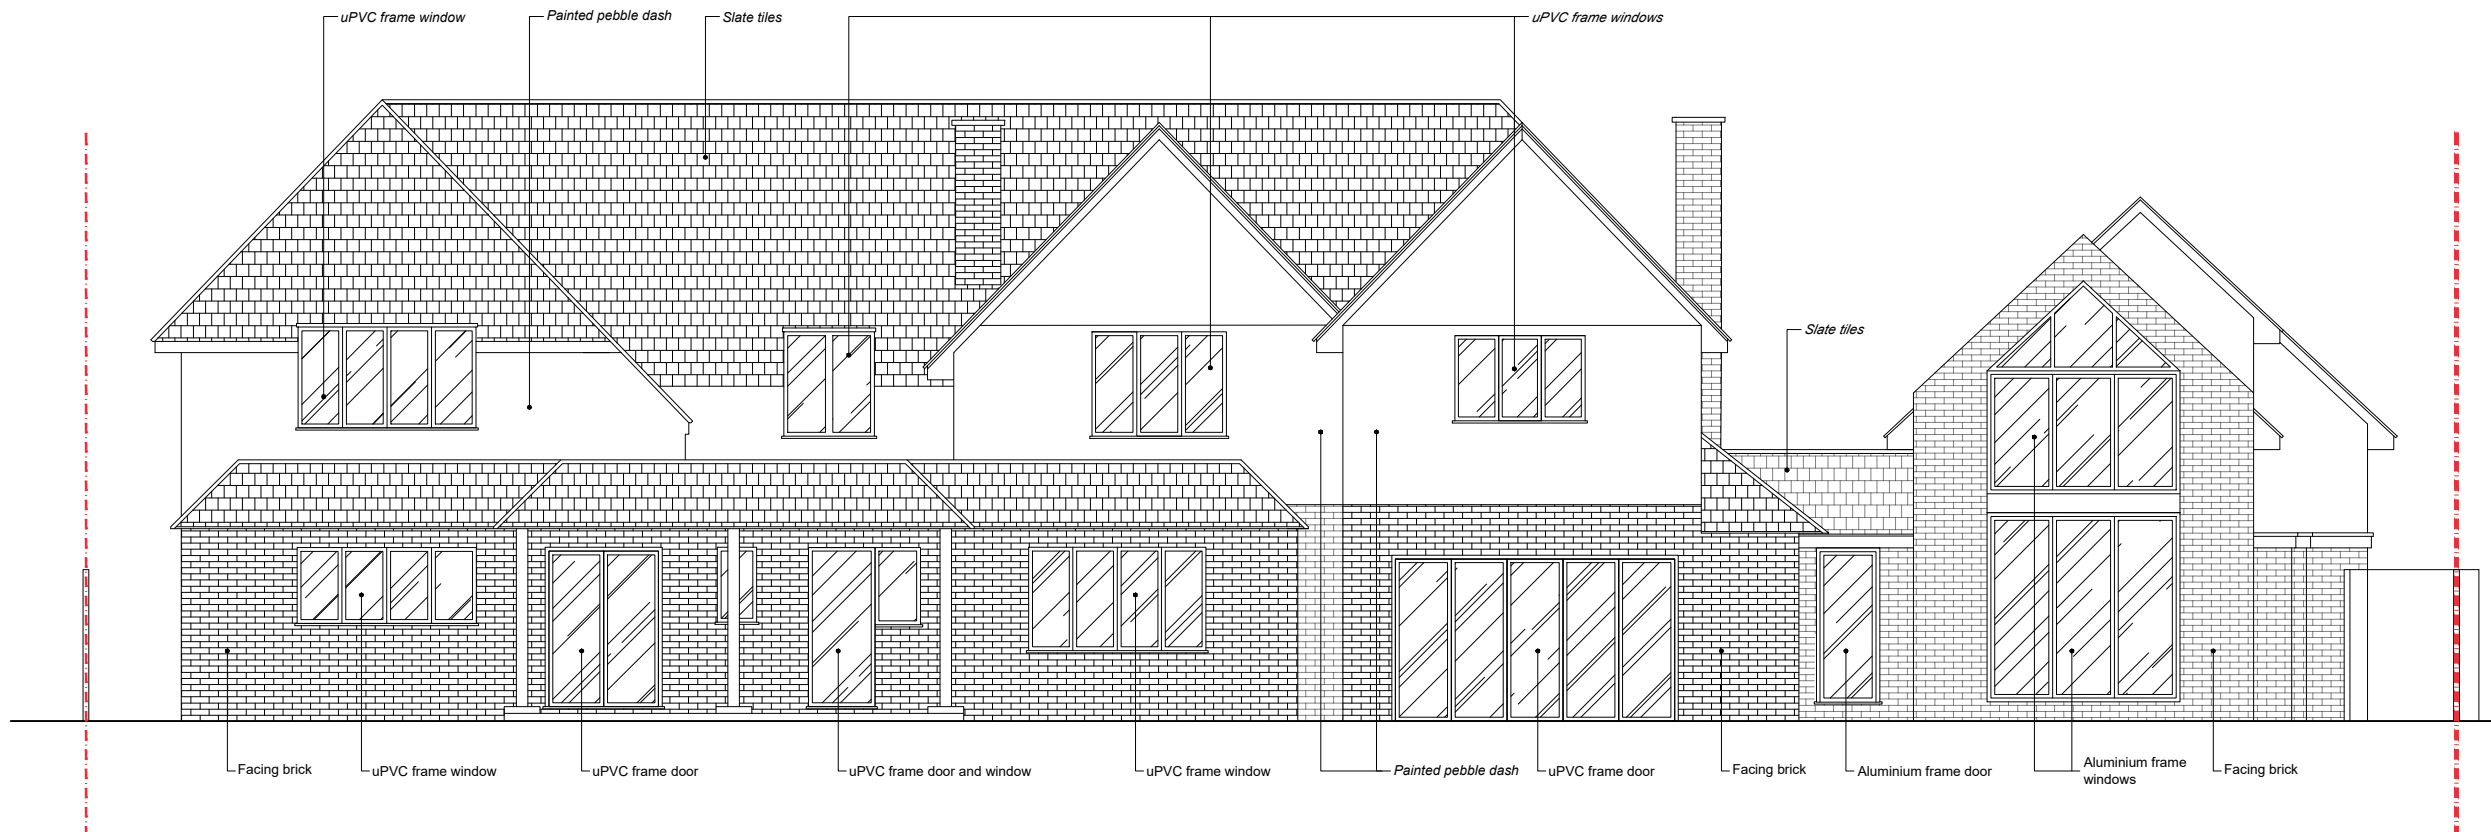 uPVC frame window
Painted pebble dash
Slate tiles
uPVC frame windows
Slate tiles
Facing brick
uPVC frame window
uPVC frame door
uPVC frame door and window
uPVC frame window
Painted pebble dash
uPVC frame door
Facing brick
Aluminium frame door
Aluminium frame
windows
Facing brick